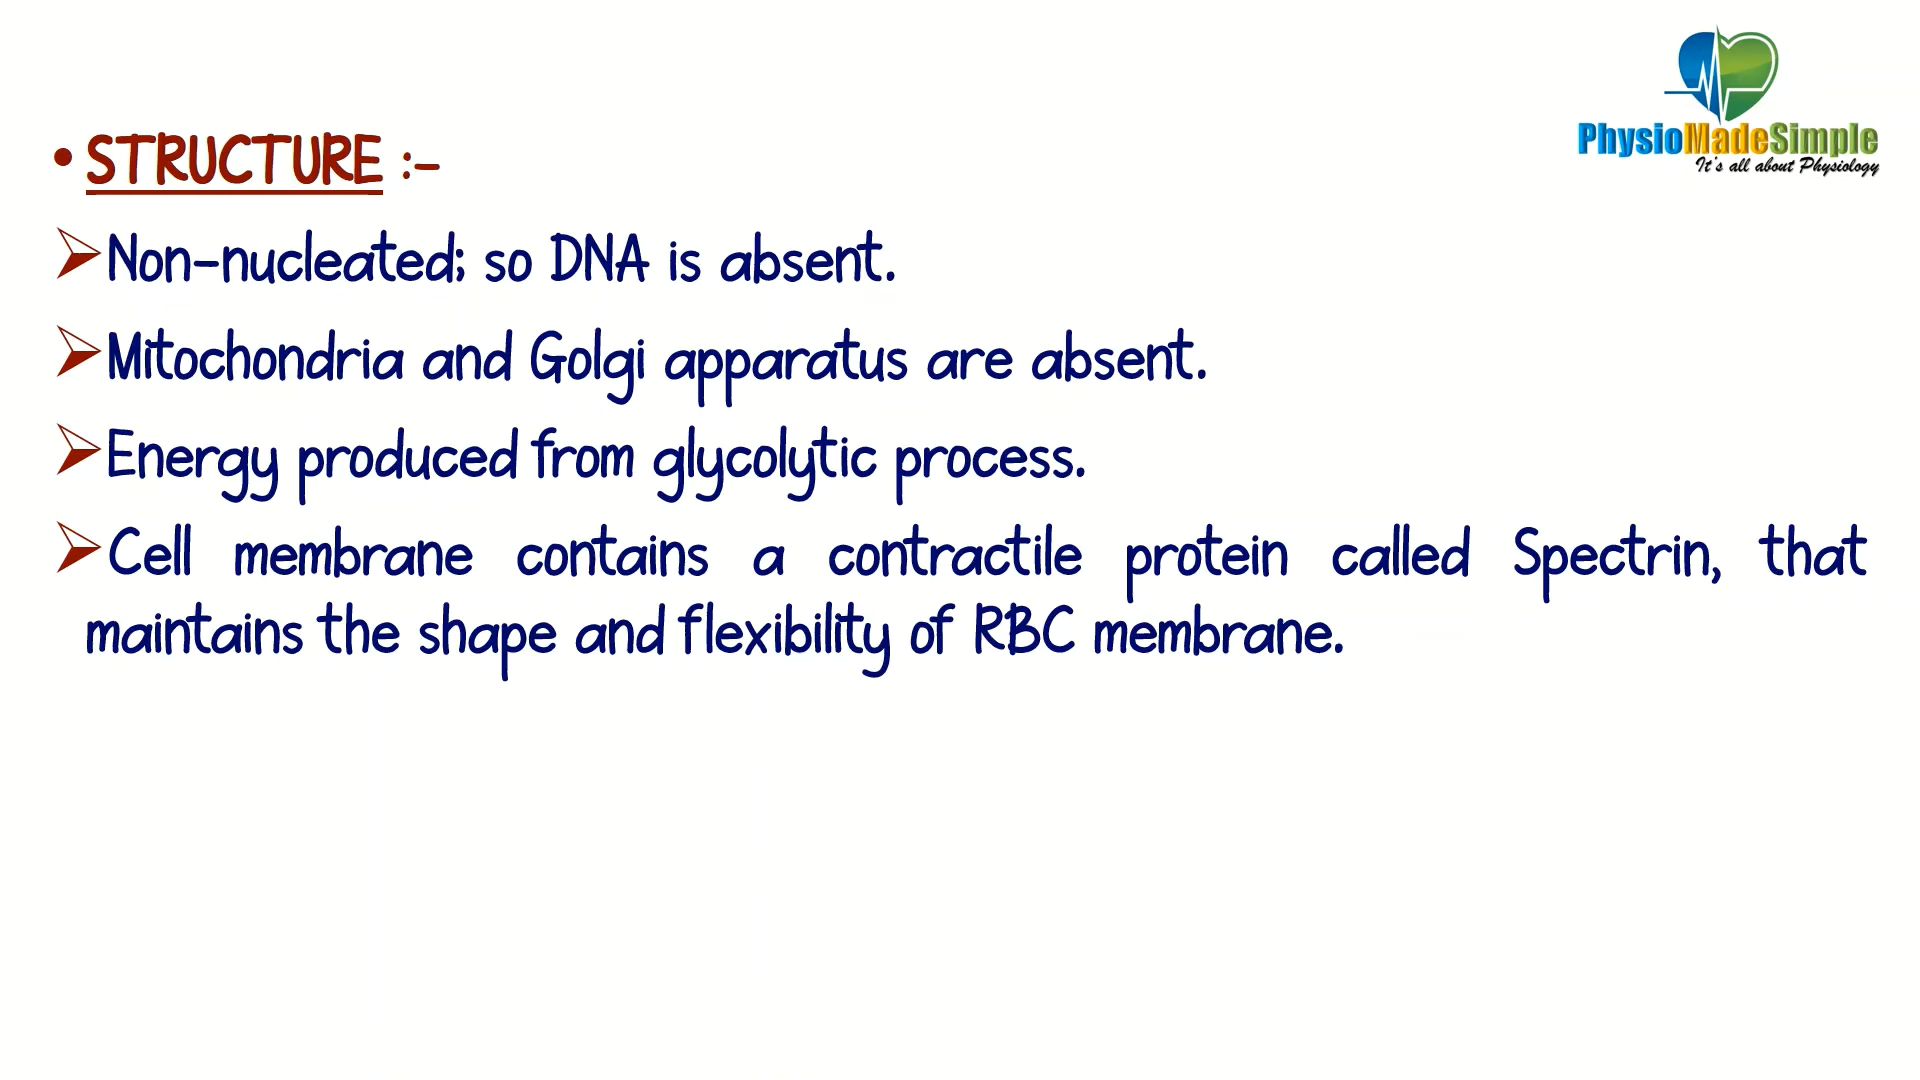 PhysioMadeSimple
It's all about Physiology
• STRUCTURE :-
➢Non-nucleated; so DNA is absent.
➢Mitochondria and Golgi apparatus are absent.
➢Energy produced from glycolytic process.
➢Cell membrane contains a contractile protein called Spectrin, that
maintains the shape and flexibility of RBC membrane.